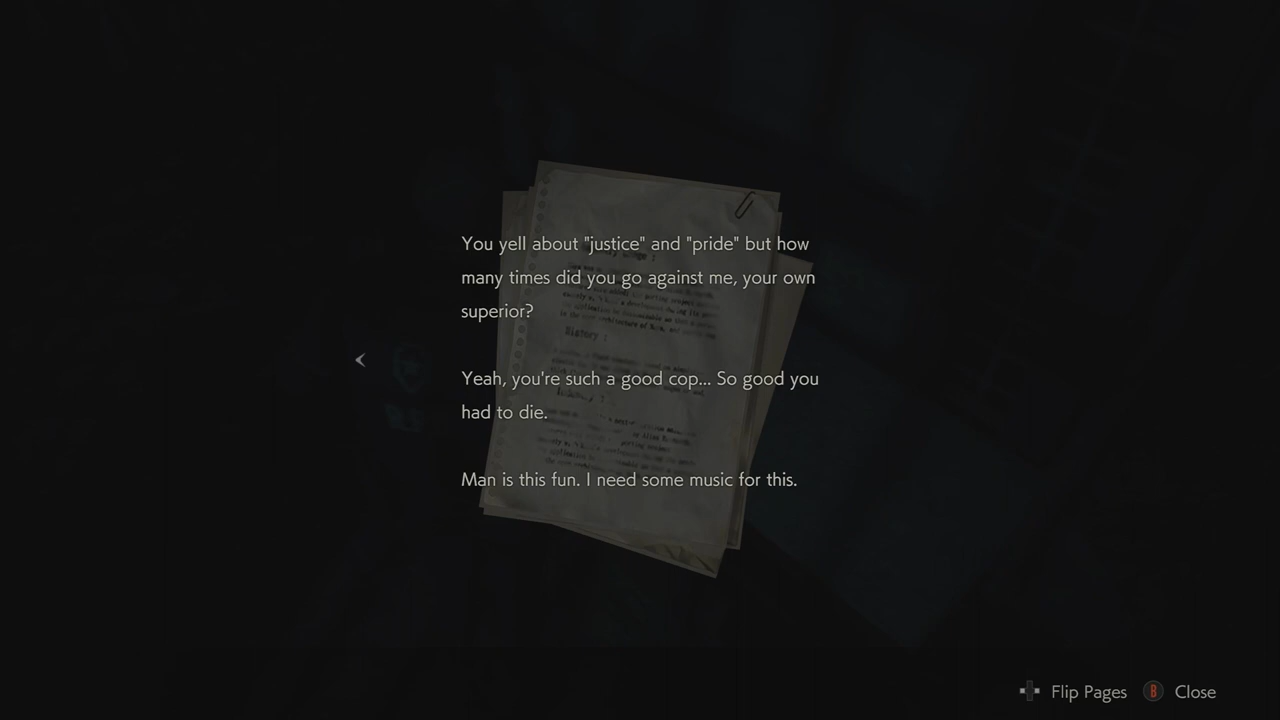 You yell about "justice" and "pride" but how
many times did you go against me, your own
superior?
Yeah, you're such a good cop... So good you
had to die.
Man is this fun. I need some music for this.
History :
Flip Pages B Close